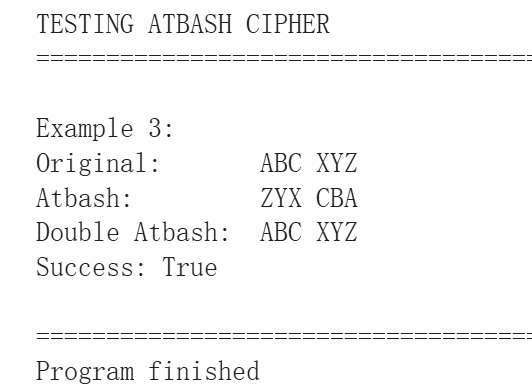 TESTING ATBASH CIPHER
===================================
Example 3:
Original:         ABC XYZ
Atbash:           ZYX CBA
Double Atbash:  ABC XYZ
Success: True
===================================
Program finished